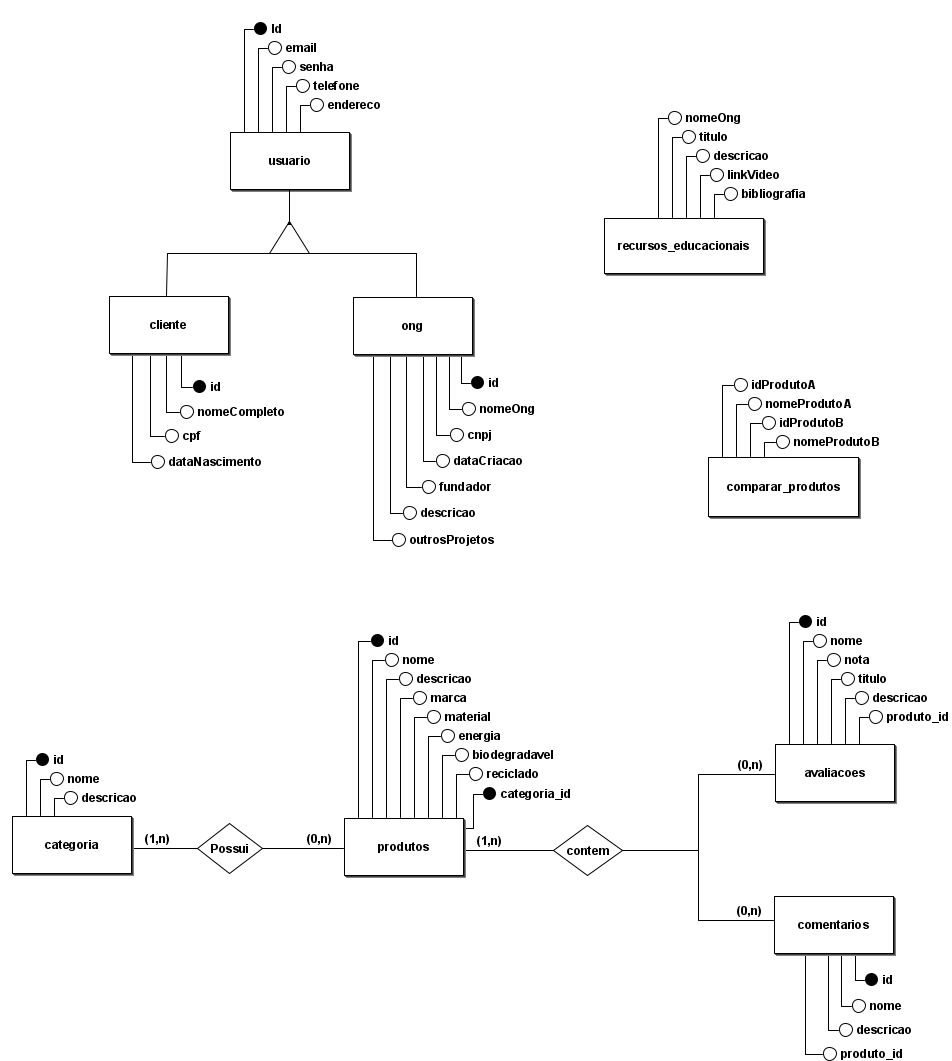 Id
email
senha
telefone
endereco
usuario
nomeOng
titulo
descricao
linkVideo
bibliografia
recursos_educacionais
cliente
id
nomeCompleto
cpf
dataNascimento
ong
id
nomeOng
cnpj
dataCriacao
fundador
descricao
outrosProjetos
idProdutoA
nomeProdutoA
idProdutoB
nomeProdutoB
comparar_produtos
id
nome
descricao
categoria
(1,n)
Possui
(0,n)
id
nome
descricao
marca
material
energia
biodegradavel
reciclado
categoria_id
produtos
(1,n)
contem
id
nome
nota
titulo
descricao
produto_id
(0,n)
avaliacoes
(0,n)
comentarios
id
nome
descricao
produto_id